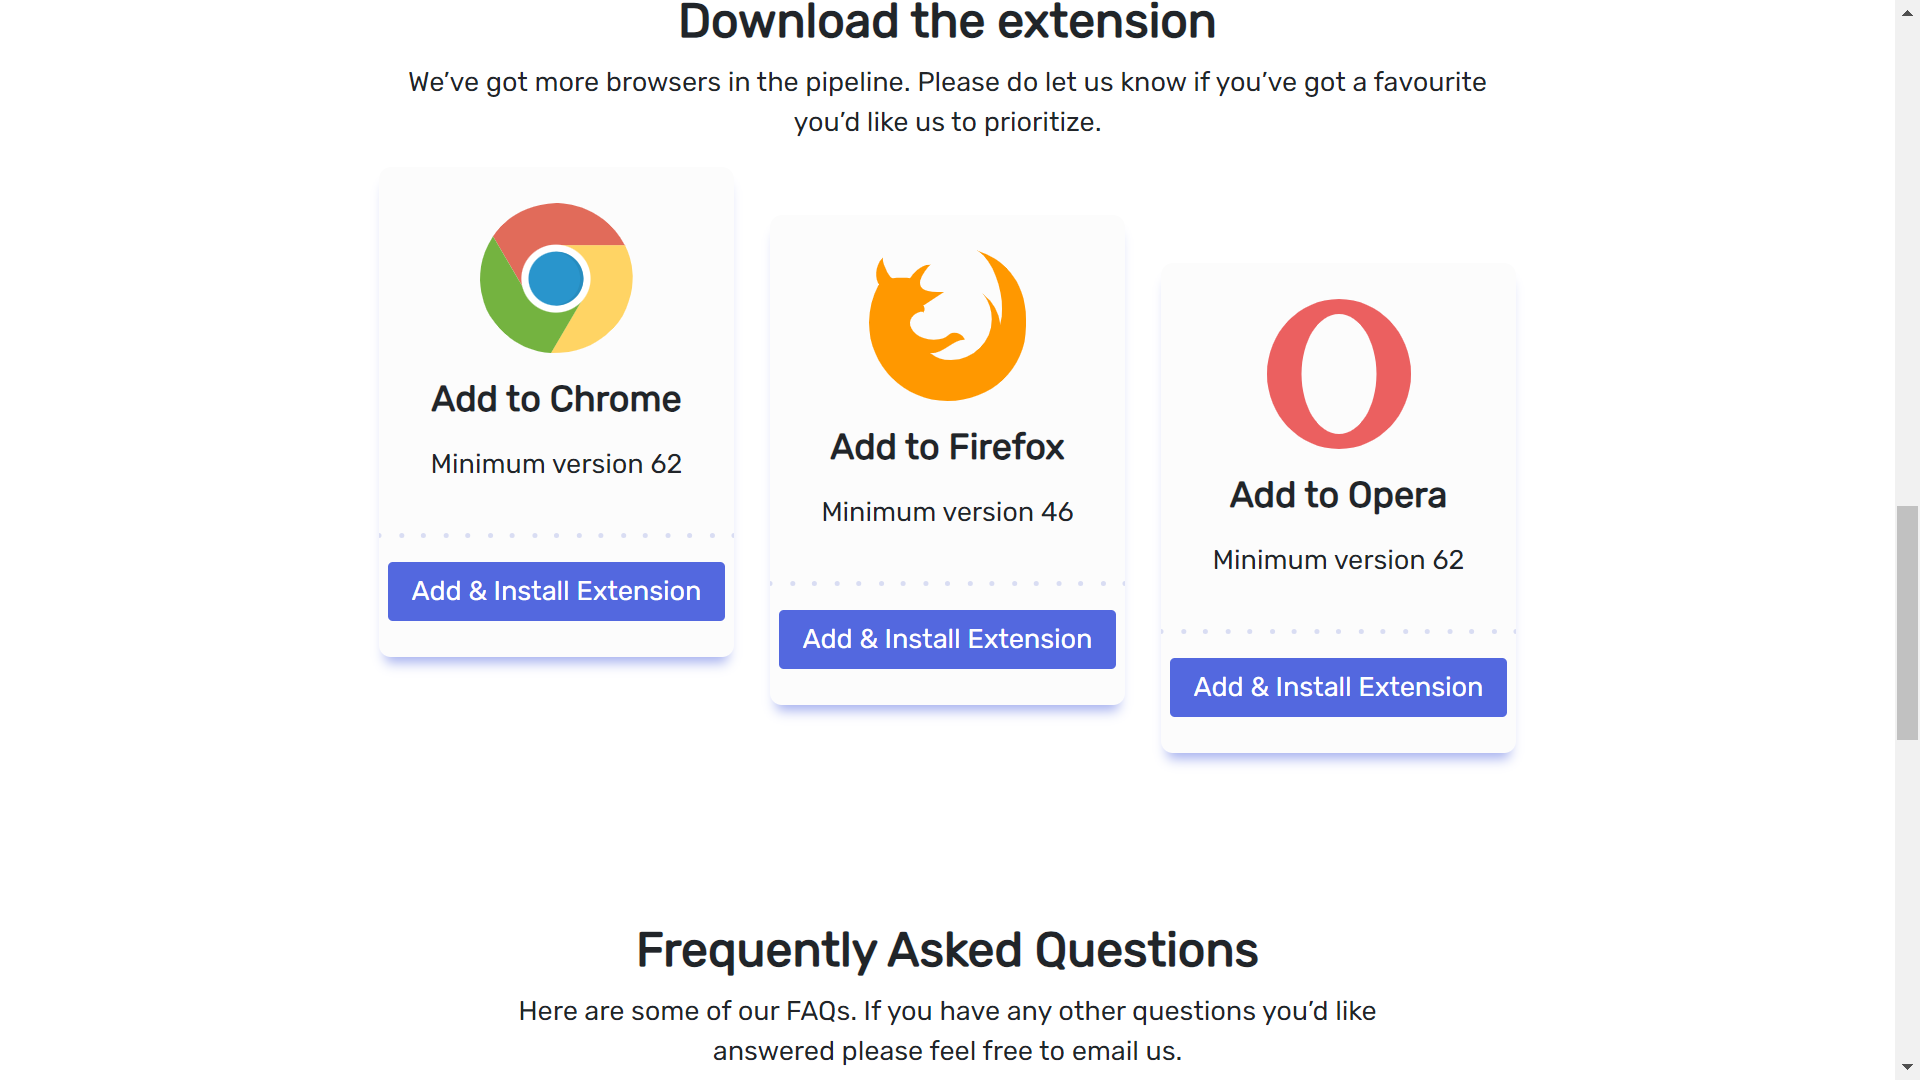 Download the extension
We’ve got more browsers in the pipeline. Please do let us know if you’ve got a favourite
you’d like us to prioritize.
Add to Chrome
Minimum version 62
Add & Install Extension
Add to Firefox
Minimum version 46
Add & Install Extension
Add to Opera
Minimum version 62
Add & Install Extension
Frequently Asked Questions
Here are some of our FAQs. If you have any other questions you’d like
answered please feel free to email us.